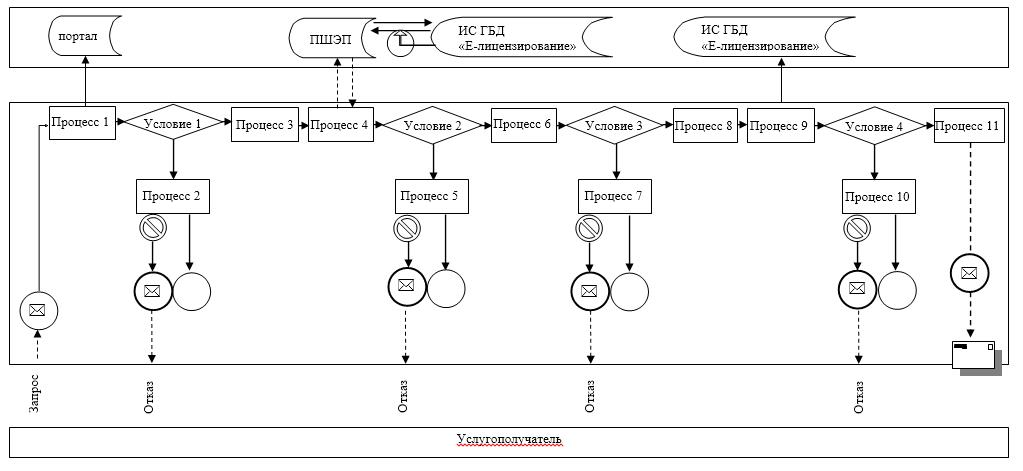 портал
ПШЭП
ИС ГБД
«Е-лицензирование»
ИС ГБД
«Е-лицензирование»
Процесс 1
Условие 1
Процесс 3
Процесс 4
Условие 2
Процесс 6
Условие 3
Процесс 8
Процесс 9
Условие 4
Процесс 11
Процесс 2
Процесс 5
Процесс 7
Процесс 10
Запрос
Отказ
Отказ
Отказ
Отказ
Услугополучатель